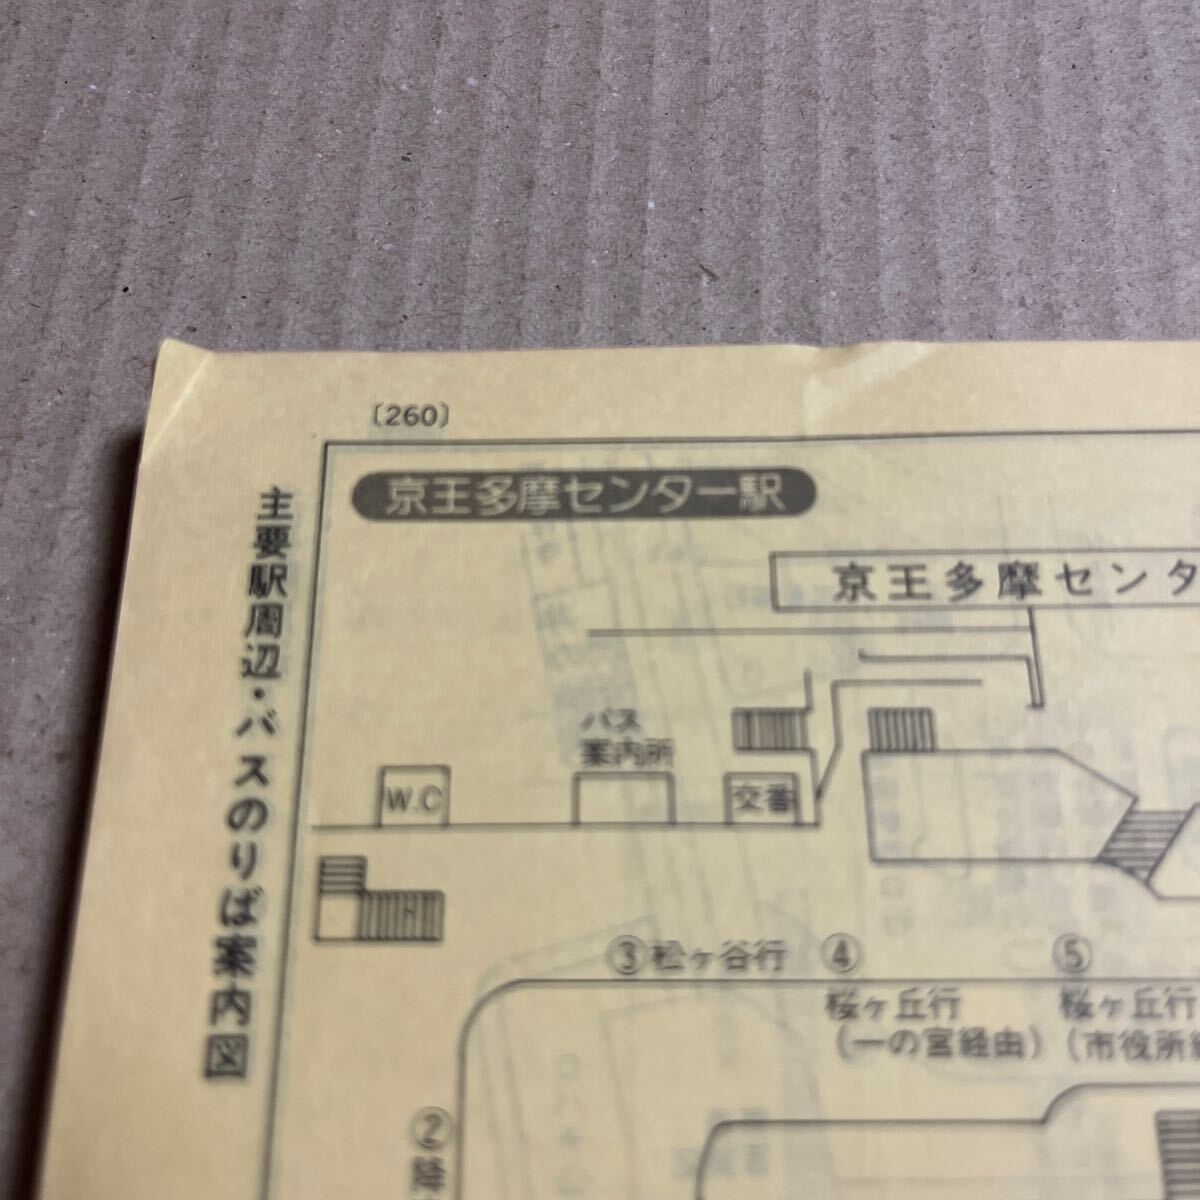 〔260〕
主要駅周辺・バスのりば案内図
京王多摩センター駅
京王多摩センタ
バス
案内所
W.C
交番
③松ヶ谷行
④
桜ヶ丘行
(一の宮経由)
⑤
桜ヶ丘行
(市役所
②
降